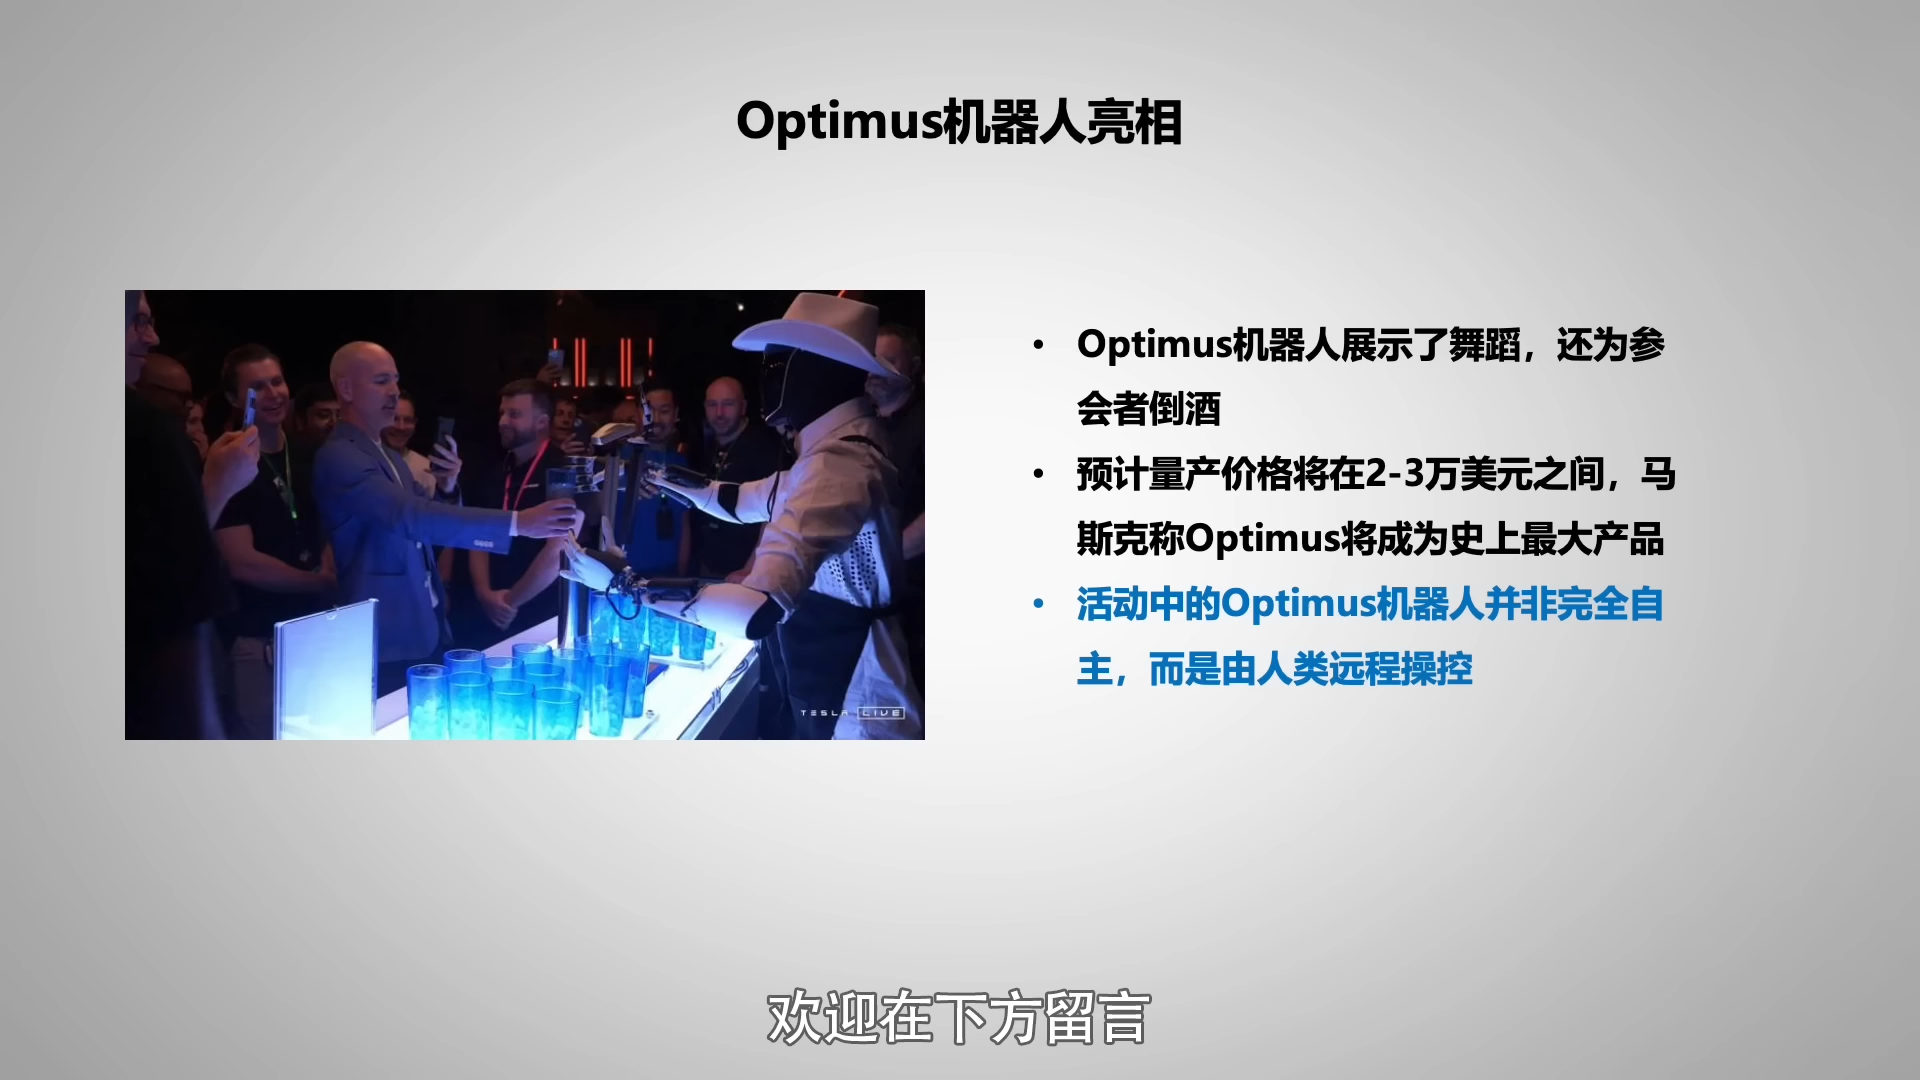 Optimus机器人亮相
• Optimus机器人展示了舞蹈，还为参
会者倒酒
• 预计量产价格将在2-3万美元之间，马
斯克称Optimus将成为史上最大产品
• 活动中的Optimus机器人并非完全自
主，而是由人类远程操控
TESLA LIVE
欢迎在下方留言